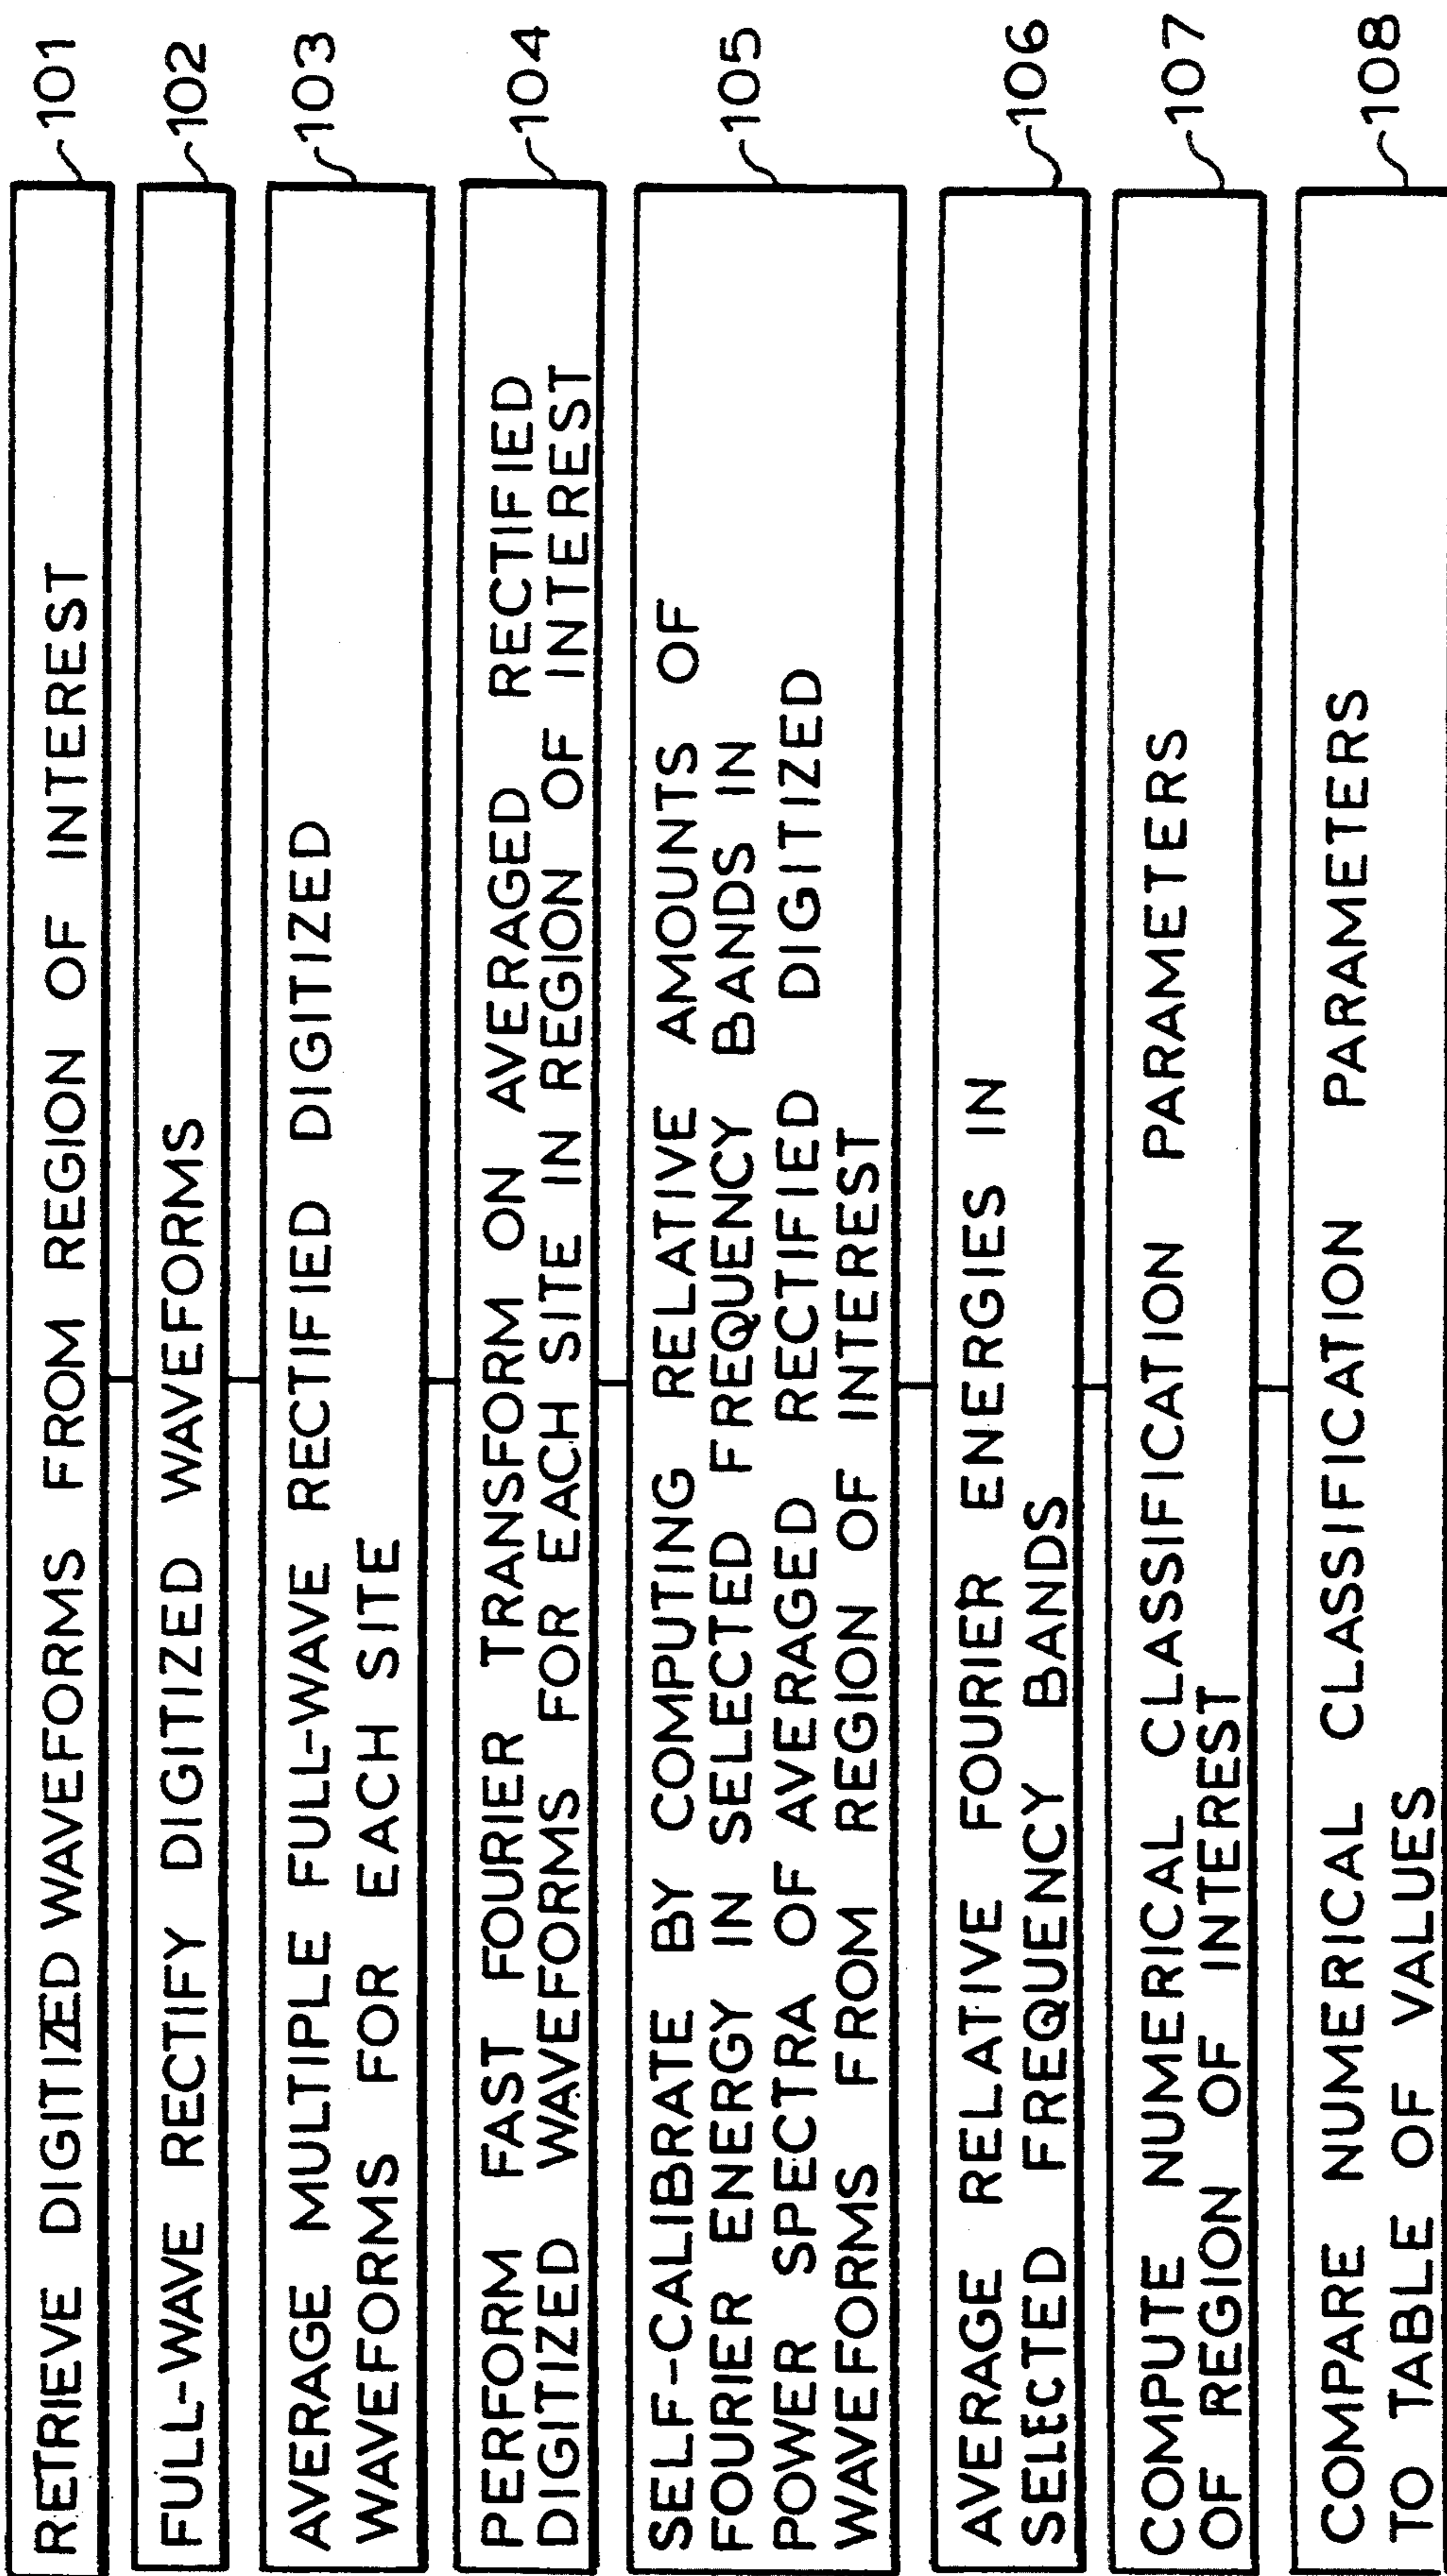 RETRIEVE DIGITIZED WAVEFORMS FROM REGION OF INTEREST
101
FULL-WAVE RECTIFY DIGITIZED WAVEFORMS
102
AVERAGE MULTIPLE FULL-WAVE RECTIFIED DIGITIZED
WAVEFORMS FOR EACH SITE
103
PERFORM FAST FOURIER TRANSFORM ON AVERAGED RECTIFIED
DIGITIZED WAVEFORMS FOR EACH SITE IN REGION OF INTEREST
104
SELF-CALIBRATE BY COMPUTING RELATIVE AMOUNTS OF
FOURIER ENERGY IN SELECTED FREQUENCY BANDS IN
POWER SPECTRA OF AVERAGED RECTIFIED DIGITIZED
WAVEFORMS FROM REGION OF INTEREST
105
AVERAGE RELATIVE FOURIER ENERGIES IN
SELECTED FREQUENCY BANDS
106
COMPUTE NUMERICAL CLASSIFICATION PARAMETERS
OF REGION OF INTEREST
107
COMPARE NUMERICAL CLASSIFICATION PARAMETERS
TO TABLE OF VALUES
108